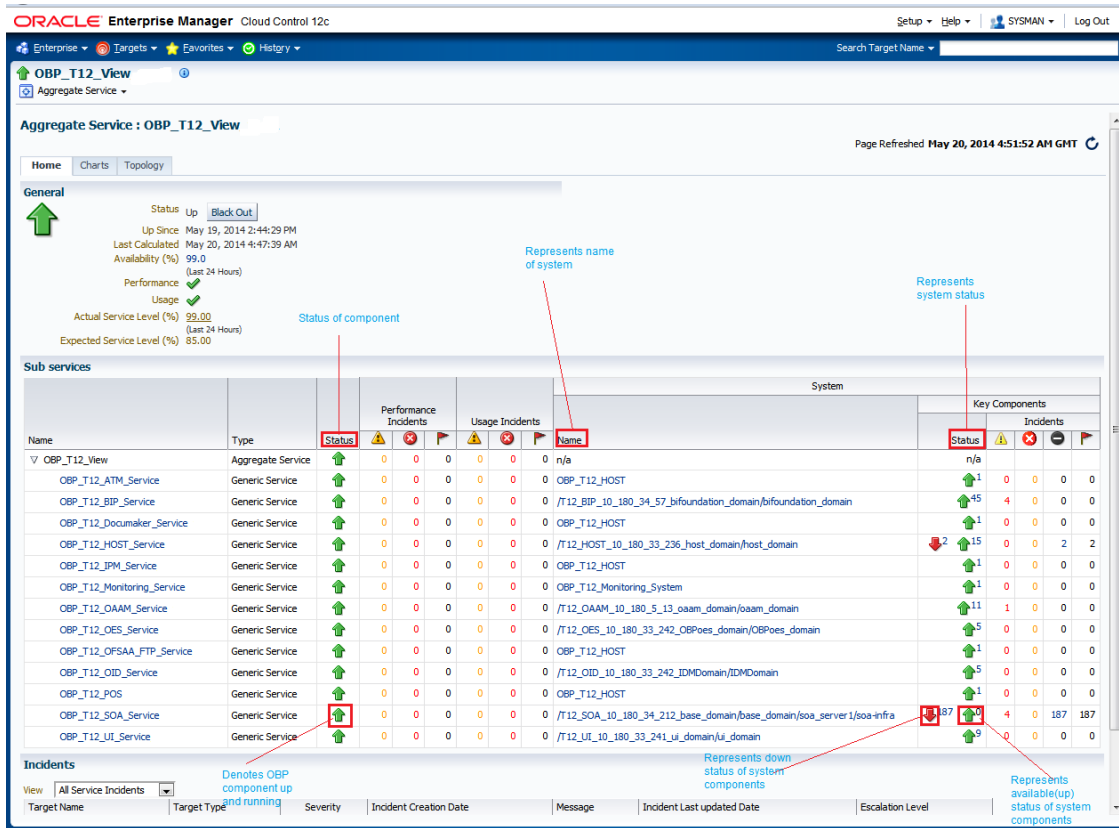 ORACLE Enterprise Manager Cloud Control 12c
Setup Help SYSMAN Log Out
Enterprise Targets Favorites History Search Target Name
OBP_T12_View
Aggregate Service
Aggregate Service : OBP_T12_View
Page Refreshed May 20, 2014 4:51:52 AM GMT
Home Charts Topology
General
Status Up Black Out
Up Since May 19, 2014 2:44:29 PM
Last Calculated May 20, 2014 4:47:39 AM
Availability (%) 99.0
(Last 24 Hours)
Performance
Usage
Actual Service Level (%) 99.00
(Last 24 Hours)
Expected Service Level (%) 85.00
Represents name
of system
Represents
system status
Status of component
Sub services
System
Key Components
Performance
Incidents
Usage Incidents
Incidents
Name Type Status Name Status
OBP_T12_View Aggregate Service 0 0 0 0 0 0 n/a n/a
OBP_T12_ATM_Service Generic Service 0 0 0 0 0 0 OBP_T12_HOST 1 0 0 0 0
OBP_T12_BIP_Service Generic Service 0 0 0 0 0 0 /T12_BIP_10_180_34_57_bifoundation_domain/bifoundation_domain 45 4 0 0 0
OBP_T12_Documaker_Service Generic Service 0 0 0 0 0 0 OBP_T12_HOST 1 0 0 0 0
OBP_T12_HOST_Service Generic Service 0 0 0 0 0 0 /T12_HOST_10_180_33_236_host_domain/host_domain 2 15 0 0 2 2
OBP_T12_IPM_Service Generic Service 0 0 0 0 0 0 OBP_T12_HOST 1 0 0 0 0
OBP_T12_Monitoring_Service Generic Service 0 0 0 0 0 0 OBP_T12_Monitoring_System 1 0 0 0 0
OBP_T12_OAAM_Service Generic Service 0 0 0 0 0 0 /T12_OAAM_10_180_5_13_oaam_domain/oaam_domain 11 1 0 0 0
OBP_T12_OES_Service Generic Service 0 0 0 0 0 0 /T12_OES_10_180_33_242_OBPoes_domain/OBPoes_domain 5 0 0 0 0
OBP_T12_OFSAA_FTP_Service Generic Service 0 0 0 0 0 0 OBP_T12_HOST 1 0 0 0 0
OBP_T12_OID_Service Generic Service 0 0 0 0 0 0 /T12_OID_10_180_33_242_IDMDomain/IDMDomain 5 0 0 0 0
OBP_T12_POS Generic Service 0 0 0 0 0 0 OBP_T12_HOST 1 0 0 0 0
OBP_T12_SOA_Service Generic Service 0 0 0 0 0 0 /T12_SOA_10_180_34_212_base_domain/base_domain/soa_server1/soa-infra 187 0 4 0 187 187
OBP_T12_UI_Service Generic Service 0 0 0 0 0 0 /T12_UI_10_180_33_241_ui_domain/ui_domain 9 0 0 0 0
Incidents
Denotes OBP
component up
and running
Represents down
status of system
components
Represents
available(up)
status of system
components
View All Service Incidents
Target Name Target Type Severity Incident Creation Date Message Incident Last updated Date Escalation Level